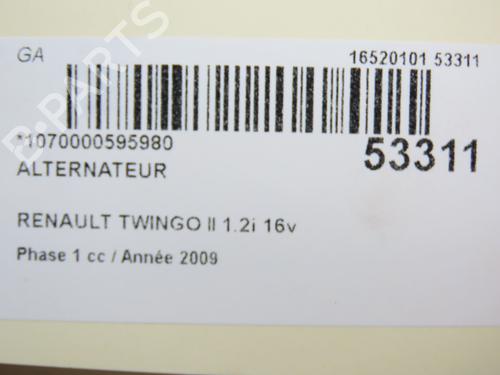 GA
16520101 53311
*1070000595980
53311
ALTERNATEUR
RENAULT TWINGO II 1.2i 16v
Phase 1 cc / Année 2009
B-PARTS